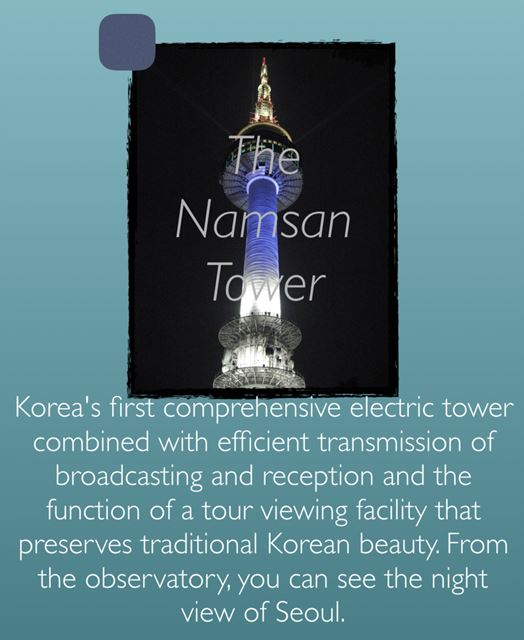 The
Namsan
Tower
Korea's first comprehensive electric tower
combined with efficient transmission of
broadcasting and reception and the
function of a tour viewing facility that
preserves traditional Korean beauty. From
the observatory, you can see the night
view of Seoul.